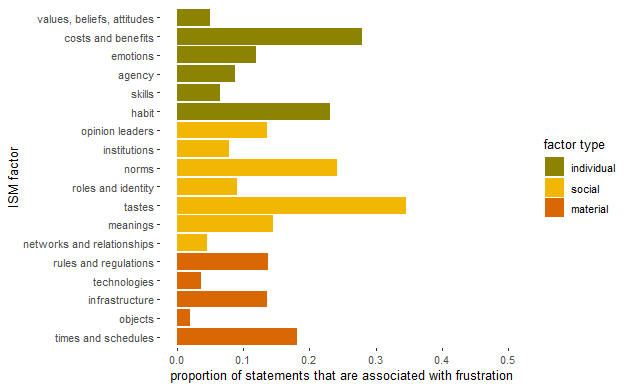 values, beliefs, attitudes
costs and benefits
emotions
agency
skills
habit
opinion leaders
institutions
norms
roles and identity
tastes
meanings
networks and relationships
rules and regulations
technologies
infrastructure
objects
times and schedules
ISM factor
0.0 0.1 0.2 0.3 0.4 0.5
proportion of statements that are associated with frustration
factor type
individual
social
material